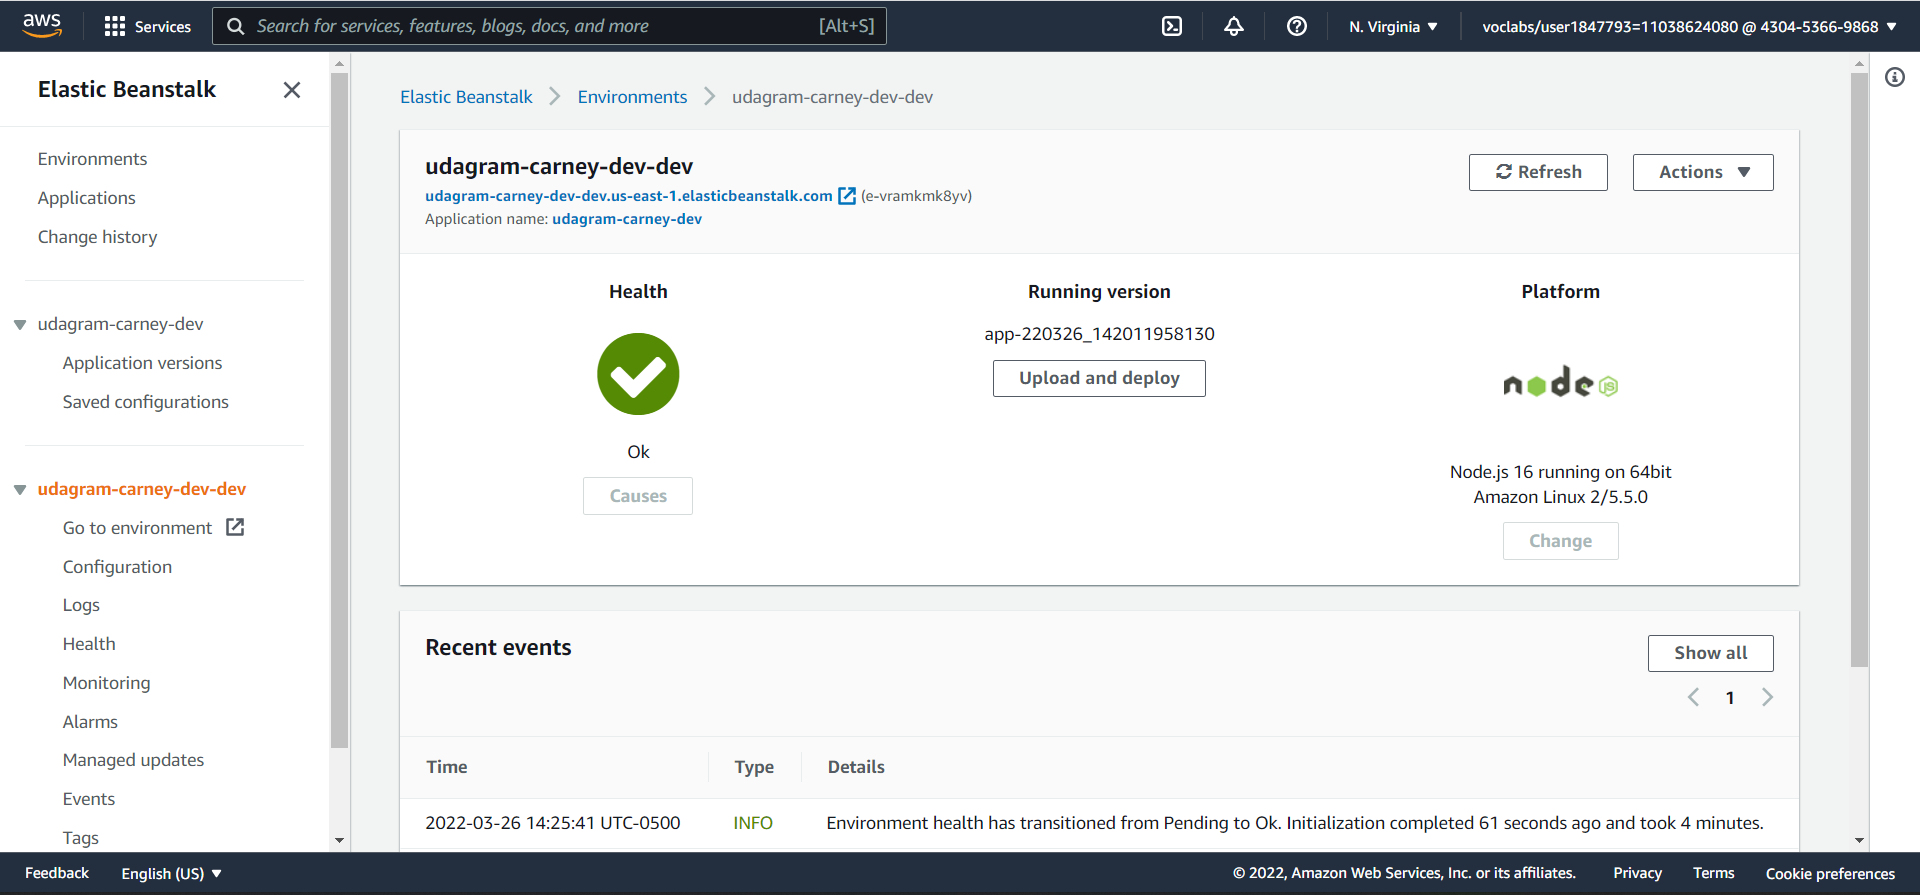 aws
Services
Search for services, features, blogs, docs, and more
[Alt+S]
N. Virginia
voclabs/user1847793=11038624080 @ 4304-5366-9868
Elastic Beanstalk
Environments
Applications
Change history
udagram-carney-dev
Application versions
Saved configurations
udagram-carney-dev-dev
Go to environment
Configuration
Logs
Health
Monitoring
Alarms
Managed updates
Events
Tags
Elastic Beanstalk
Environments
udagram-carney-dev-dev
udagram-carney-dev-dev
udagram-carney-dev-dev.us-east-1.elasticbeanstalk.com (e-vramkmk8yv)
Application name: udagram-carney-dev
Refresh
Actions
Health
Ok
Causes
Running version
app-220326_142011958130
Upload and deploy
Platform
node JS
Node.js 16 running on 64bit
Amazon Linux 2/5.5.0
Change
Recent events
Show all
1
Time Type Details
2022-03-26 14:25:41 UTC-0500 INFO Environment health has transitioned from Pending to Ok. Initialization completed 61 seconds ago and took 4 minutes.
Feedback
English (US)
© 2022, Amazon Web Services, Inc. or its affiliates.
Privacy
Terms
Cookie preferences